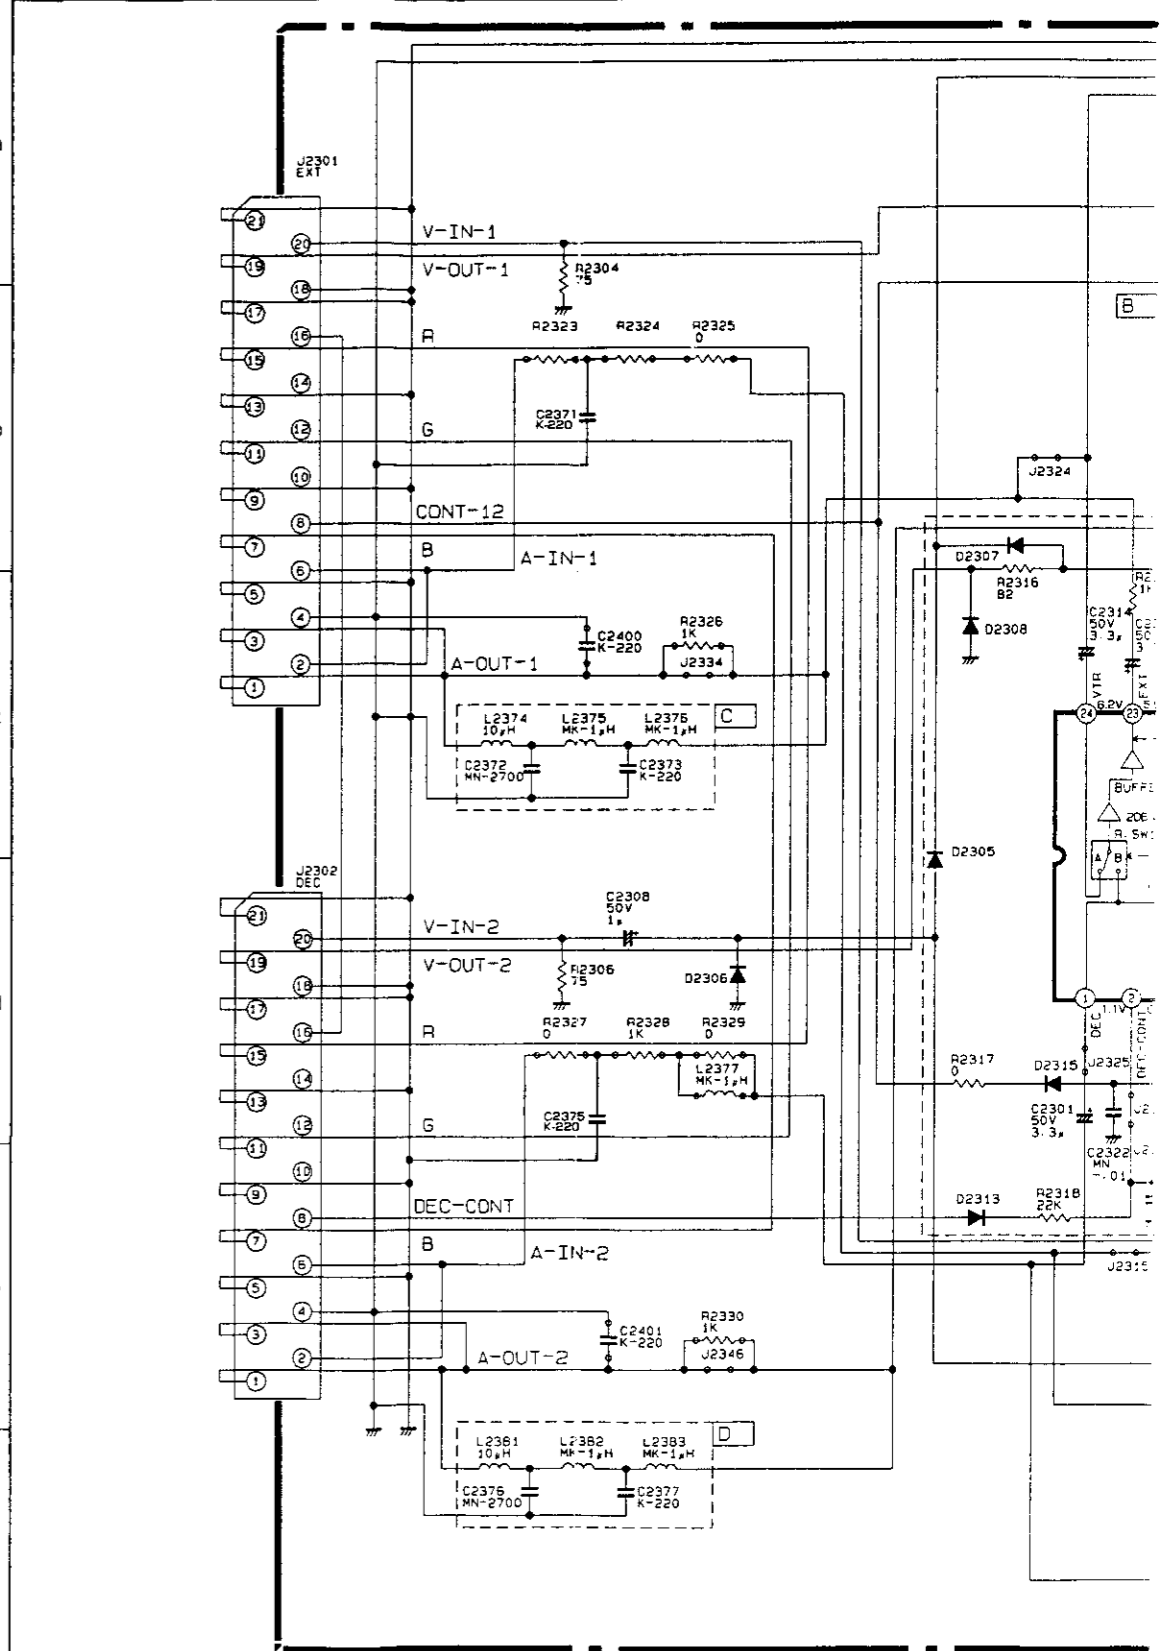 J2301
EXT
21
V-IN-1
20
V-OUT-1
19
R2304
75
18
17
B
16
R
R2323
R2324
R2325
0
15
14
13
C2371
K-220
12
G
11
10
J2324
9
CONT-12
8
7
B
A-IN-1
6
D2307
R2316
82
5
C2314
50V
3.3µ
D2308
4
C2400
K-220
R2326
1K
3
A-OUT-1
J2334
2
1
VTR
6.2V
EXT
24
23
L2374
10µH
L2375
MK-1µH
L2376
MK-1µH
C
C2372
MN-2700
C2373
K-220
A
B
D2305
J2302
DEC
21
V-IN-2
C2308
50V
1µ
20
V-OUT-2
19
R2306
75
D2306
18
17
1
2
1.1V
DEC
DEC-CONT
16
R
R2327
0
R2328
1K
R2329
0
15
L2377
MK-1µH
R2317
0
D2315
J2325
14
13
C2375
K-220
C2301
50V
3.3µ
12
G
11
C2322
MN
-.01
10
9
DEC-CONT
D2313
R2318
22K
8
7
B
A-IN-2
6
J2315
5
4
C2401
K-220
R2330
1K
3
A-OUT-2
J2346
2
1
L2381
10µH
L2382
MK-1µH
L2383
MK-1µH
D
C2376
MN-2700
C2377
K-220